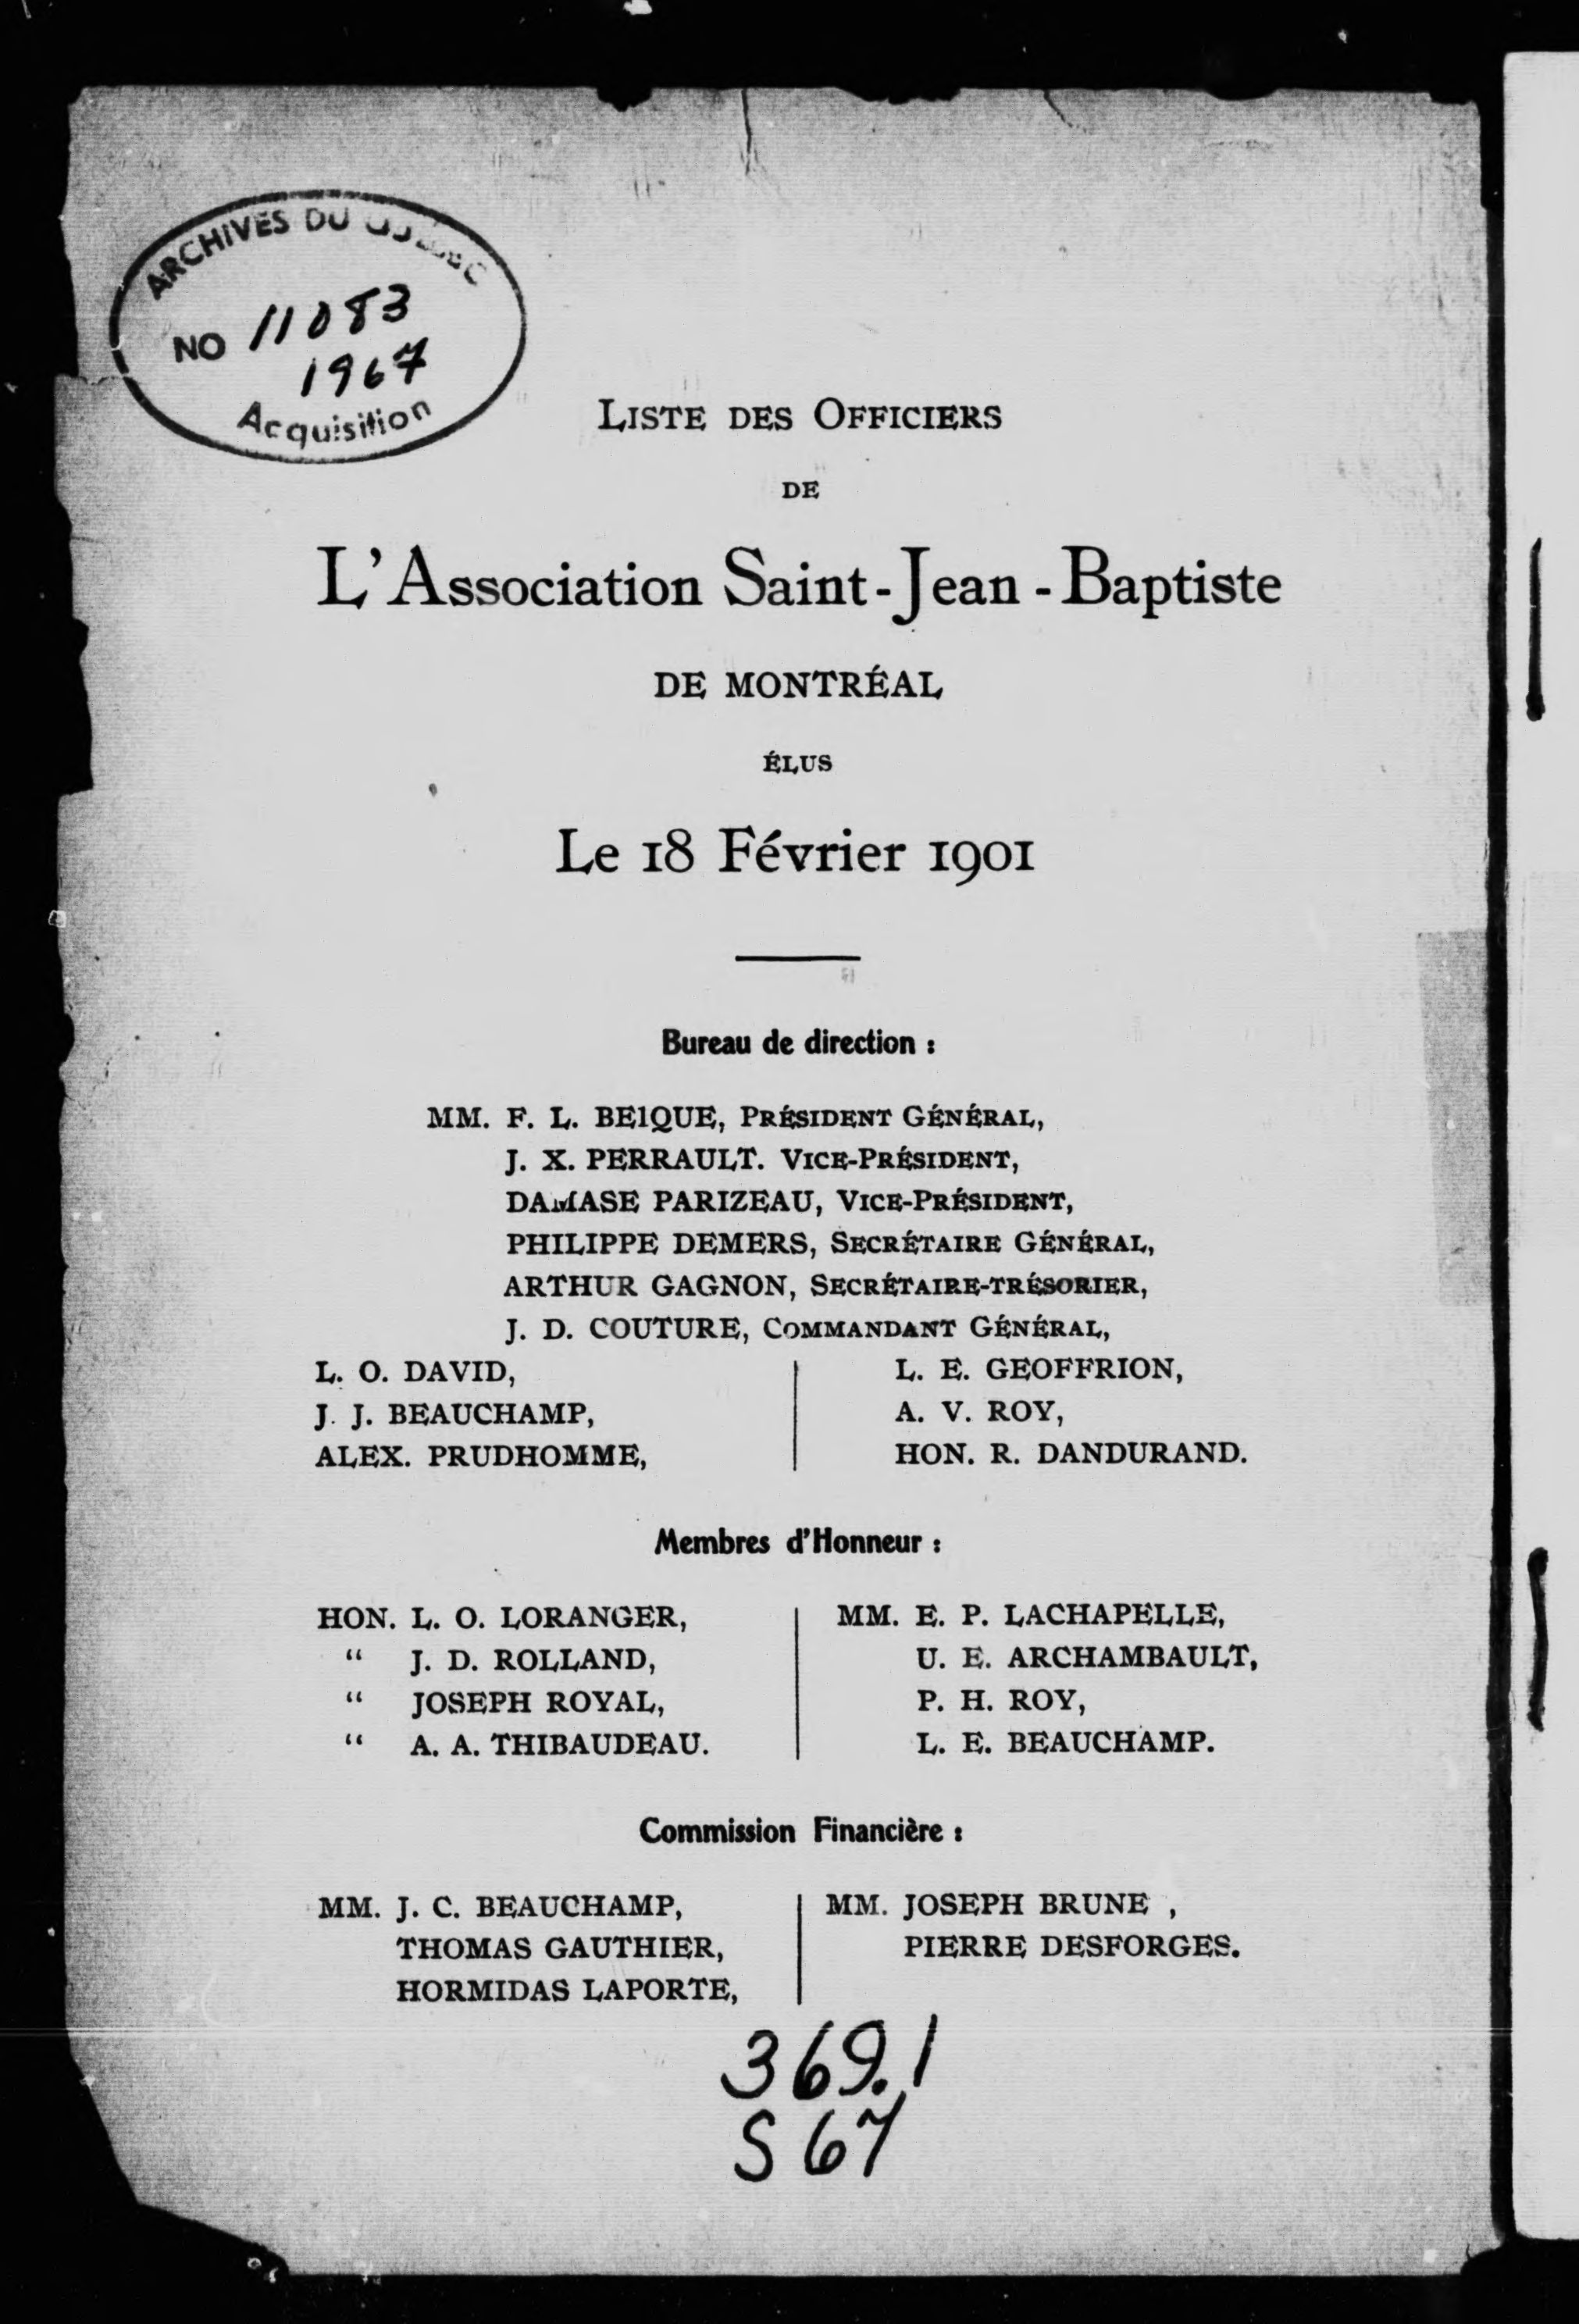 ARCHIVES DU QUÉBEC
NO 11083
1967
Acquisition
LISTE DES OFFICIERS
DE
L'Association Saint-Jean-Baptiste
DE MONTRÉAL
ÉLUS
Le 18 Février 1901
Bureau de direction :
MM. F. L. BEIQUE, PRÉSIDENT GÉNÉRAL,
J. X. PERRAULT. VICE-PRÉSIDENT,
DAMASE PARIZEAU, VICE-PRÉSIDENT,
PHILIPPE DEMERS, SECRÉTAIRE GÉNÉRAL,
ARTHUR GAGNON, SECRÉTAIRE-TRÉSORIER,
J. D. COUTURE, COMMANDANT GÉNÉRAL,
L. O. DAVID,
J. J. BEAUCHAMP,
ALEX. PRUDHOMME,
L. E. GEOFFRION,
A. V. ROY,
HON. R. DANDURAND.
Membres d'Honneur :
HON. L. O. LORANGER,
" J. D. ROLLAND,
" JOSEPH ROYAL,
" A. A. THIBAUDEAU.
MM. E. P. LACHAPELLE,
U. E. ARCHAMBAULT,
P. H. ROY,
L. E. BEAUCHAMP.
Commission Financière :
MM. J. C. BEAUCHAMP,
THOMAS GAUTHIER,
HORMIDAS LAPORTE,
MM. JOSEPH BRUNE ,
PIERRE DESFORGES.
369.1
S67